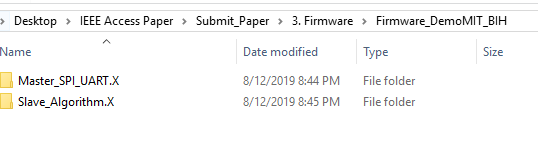 Desktop > IEEE Access Paper > Submit_Paper > 3. Firmware > Firmware_DemoMIT_BIH
Name Date modified Type Size
Master_SPI_UART.X 8/12/2019 8:44 PM File folder
Slave_Algorithm.X 8/12/2019 8:45 PM File folder